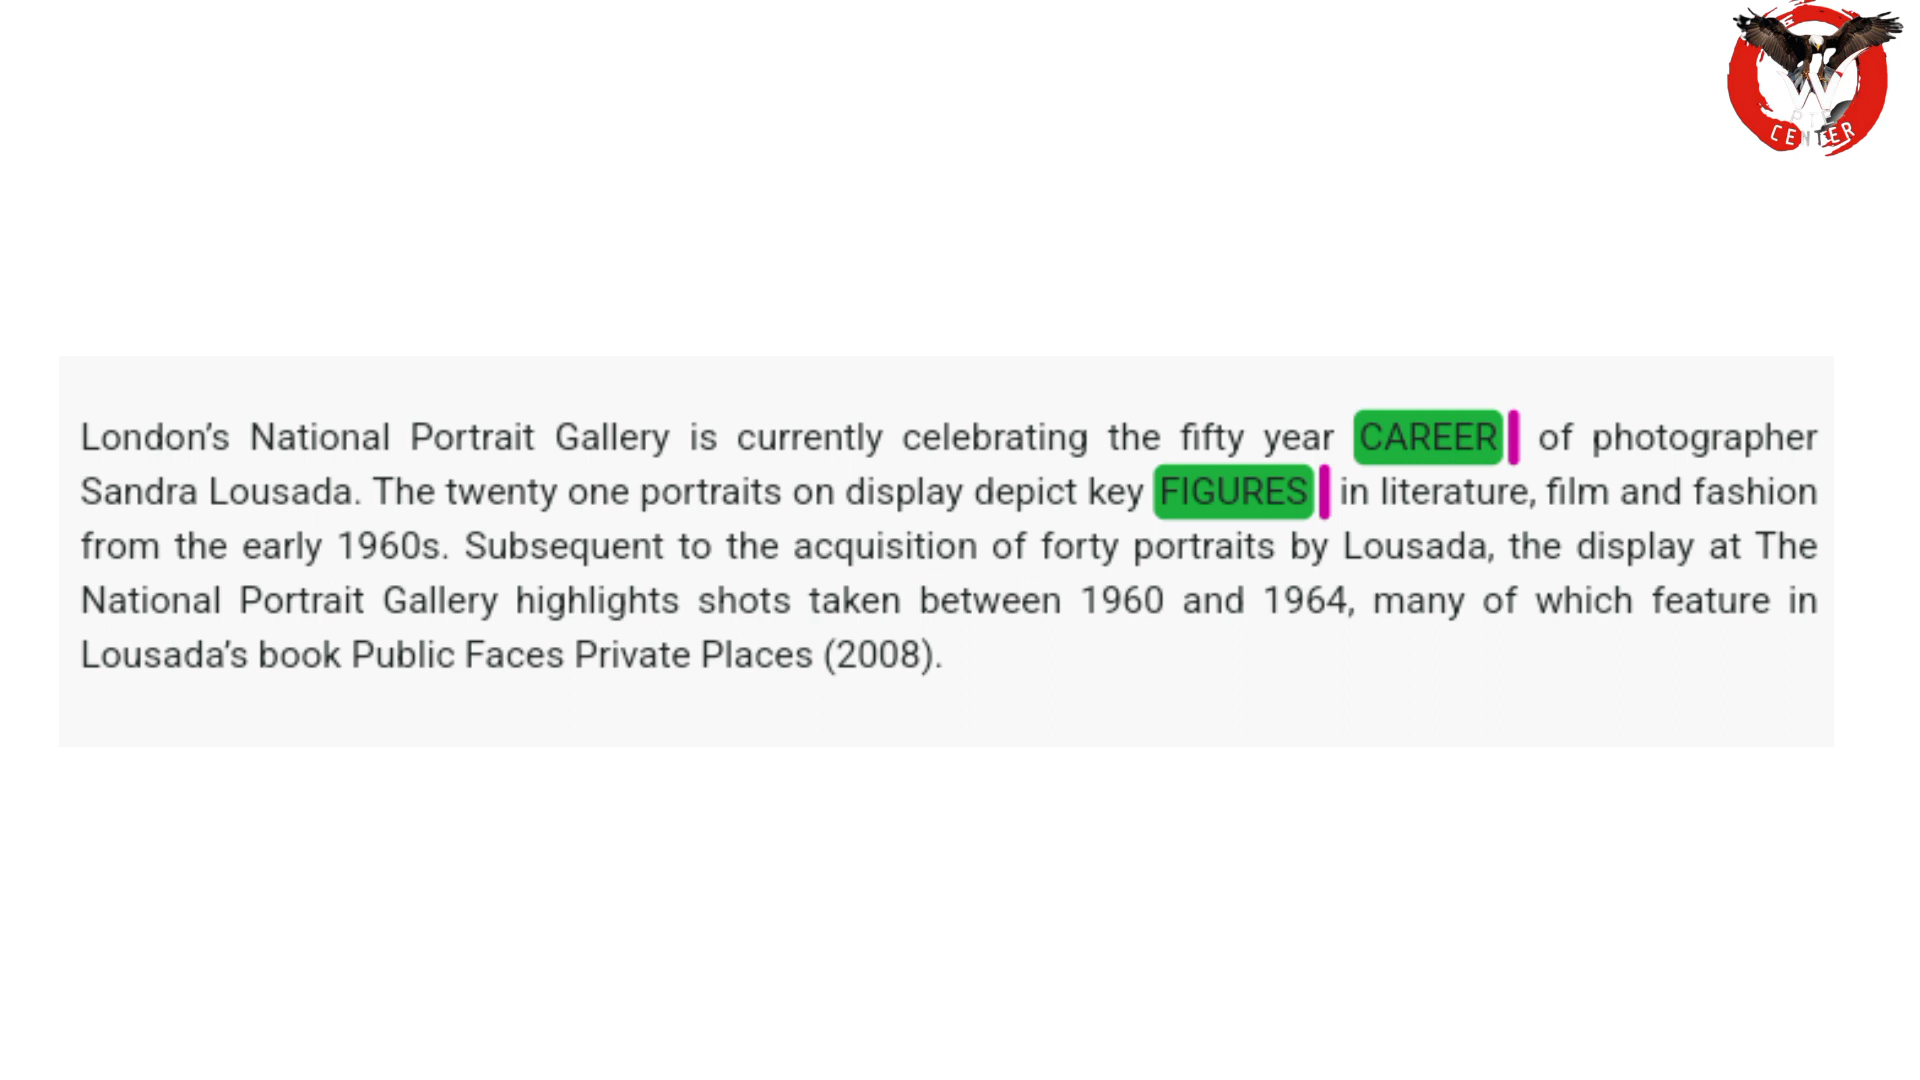 W
CENTER
London's National Portrait Gallery is currently celebrating the fifty year CAREER of photographer
Sandra Lousada. The twenty one portraits on display depict key FIGURES in literature, film and fashion
from the early 1960s. Subsequent to the acquisition of forty portraits by Lousada, the display at The
National Portrait Gallery highlights shots taken between 1960 and 1964, many of which feature in
Lousada's book Public Faces Private Places (2008).